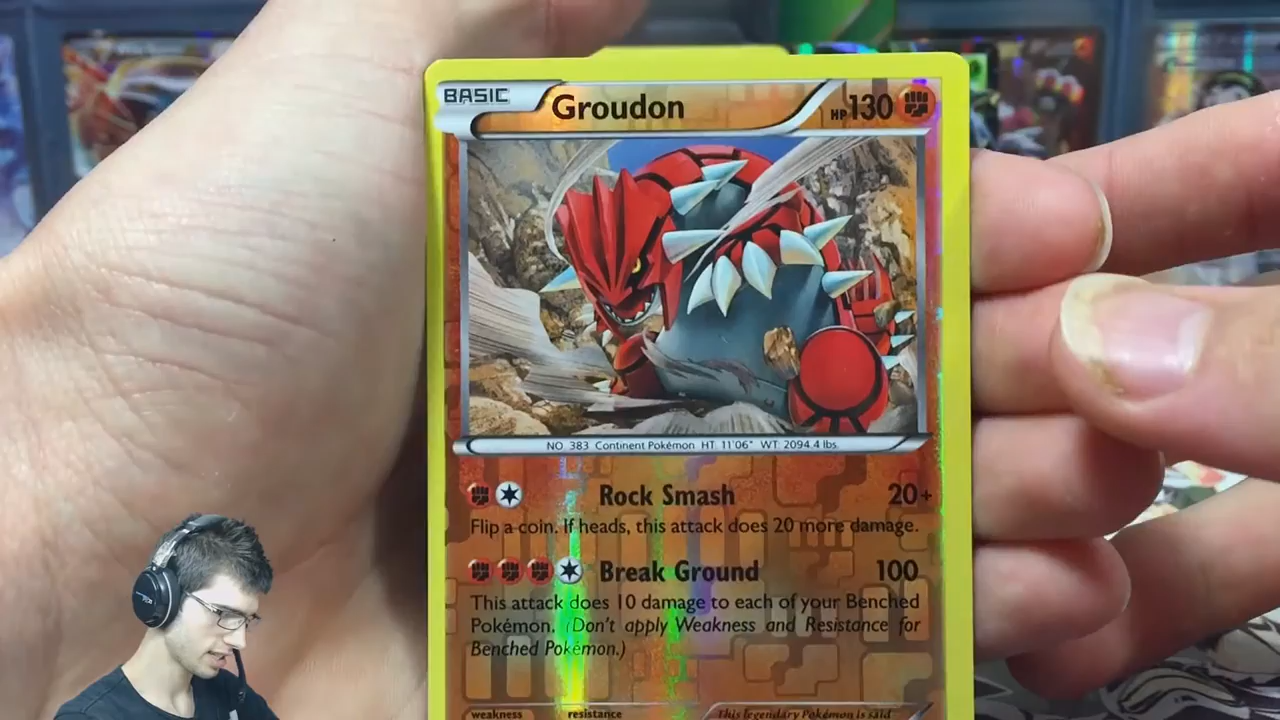 BASIC
Groudon
HP130
NO. 383 Continent Pokémon HT: 11'06" WT: 2094.4 lbs.
Rock Smash 20+
Flip a coin. If heads, this attack does 20 more damage.
Break Ground 100
This attack does 10 damage to each of your Benched
Pokémon. (Don't apply Weakness and Resistance for
Benched Pokémon.)
weakness resistance
This legendary Pokémon is said